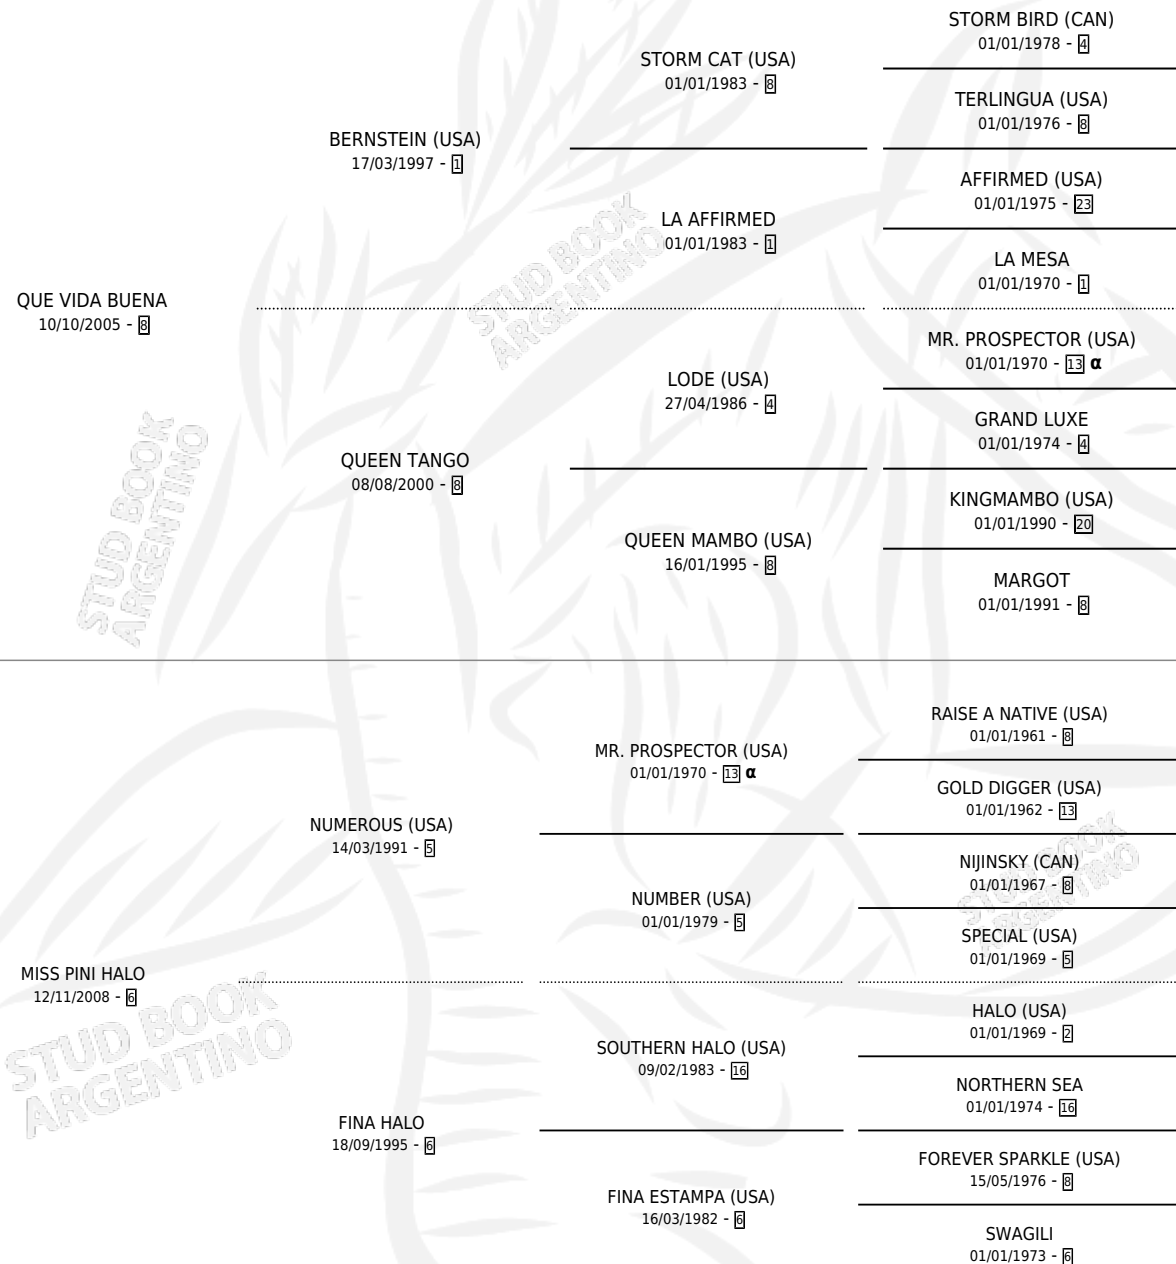 STORM BIRD (CAN)
01/01/1978 - 4
STORM CAT (USA)
01/01/1983 - 8
TERLINGUA (USA)
01/01/1976 - 8
BERNSTEIN (USA)
17/03/1997 - 1
AFFIRMED (USA)
01/01/1975 - 23
LA AFFIRMED
01/01/1983 - 1
LA MESA
01/01/1970 - 1
QUE VIDA BUENA
10/10/2005 - 8
MR. PROSPECTOR (USA)
01/01/1970 - 13 α
LODE (USA)
27/04/1986 - 4
GRAND LUXE
01/01/1974 - 4
QUEEN TANGO
08/08/2000 - 8
KINGMAMBO (USA)
01/01/1990 - 20
QUEEN MAMBO (USA)
16/01/1995 - 8
MARGOT
01/01/1991 - 8
STUD BOOK
ARGENTINO
STUD BOOK
ARGENTINO
RAISE A NATIVE (USA)
01/01/1961 - 8
MR. PROSPECTOR (USA)
01/01/1970 - 13 α
GOLD DIGGER (USA)
01/01/1962 - 13
NUMEROUS (USA)
14/03/1991 - 5
NIJINSKY (CAN)
01/01/1967 - 8
NUMBER (USA)
01/01/1979 - 5
SPECIAL (USA)
01/01/1969 - 5
MISS PINI HALO
12/11/2008 - 6
HALO (USA)
01/01/1969 - 2
SOUTHERN HALO (USA)
09/02/1983 - 16
NORTHERN SEA
01/01/1974 - 16
FINA HALO
18/09/1995 - 6
FOREVER SPARKLE (USA)
15/05/1976 - 8
FINA ESTAMPA (USA)
16/03/1982 - 6
SWAGILI
01/01/1973 - 6
STUD BOOK
ARGENTINO
STUD BOOK
ARGENTINO